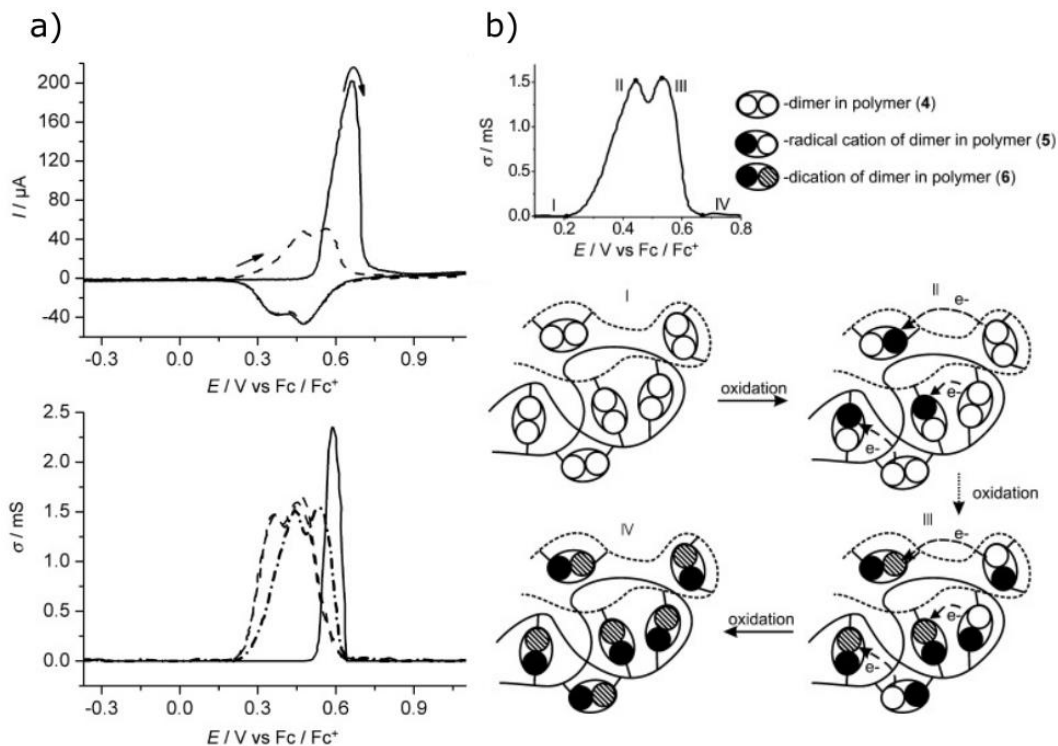 a)
200
160
120
80
40
0
-40
I / µA
-0.3 0.0 0.3 0.6 0.9
E / V vs Fc / Fc⁺
2.5
2.0
1.5
1.0
0.5
0.0
σ / mS
-0.3 0.0 0.3 0.6 0.9
E / V vs Fc / Fc⁺
b)
1.5
1.0
0.5
0.0
σ / mS
I II III IV
0.2 0.4 0.6 0.8
E / V vs Fc / Fc⁺
-dimer in polymer (4)
-radical cation of dimer in polymer (5)
-dication of dimer in polymer (6)
I
oxidation
II
e-
e-
e-
oxidation
III
e-
e-
e-
oxidation
IV